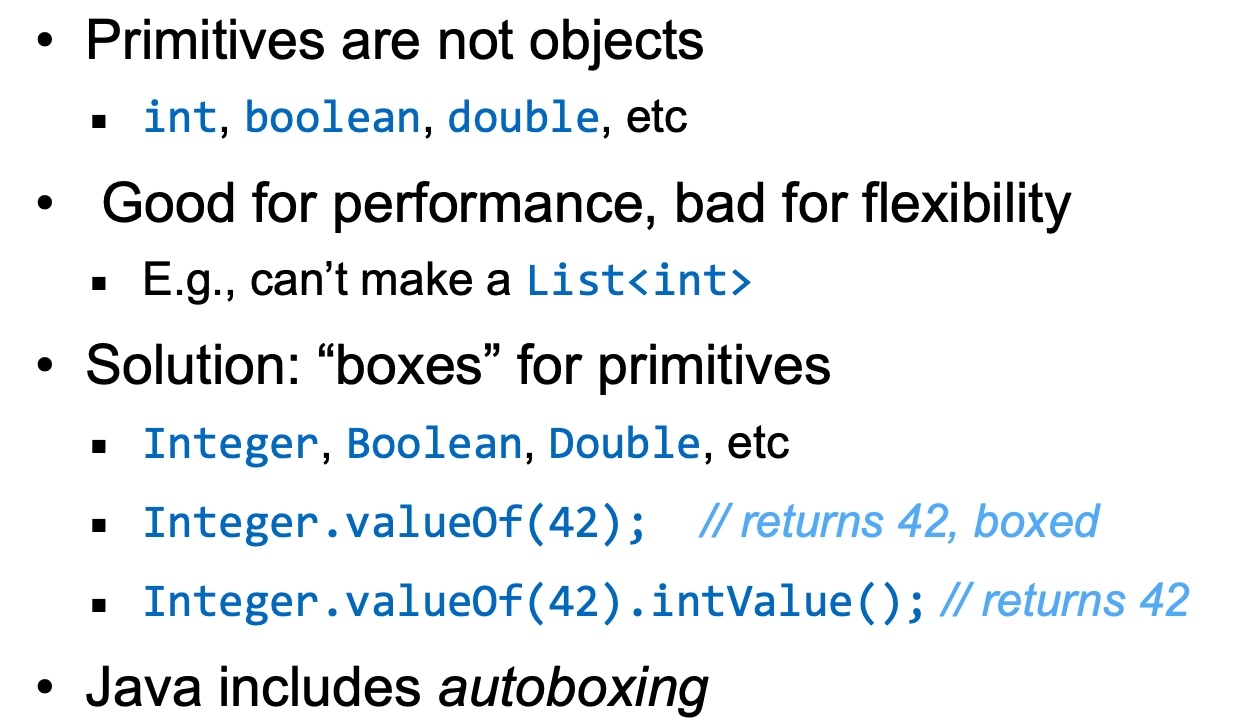 • Primitives are not objects
▪ int, boolean, double, etc
• Good for performance, bad for flexibility
▪ E.g., can’t make a List<int>
• Solution: “boxes” for primitives
▪ Integer, Boolean, Double, etc
▪ Integer.valueOf(42); // returns 42, boxed
▪ Integer.valueOf(42).intValue(); // returns 42
• Java includes autoboxing